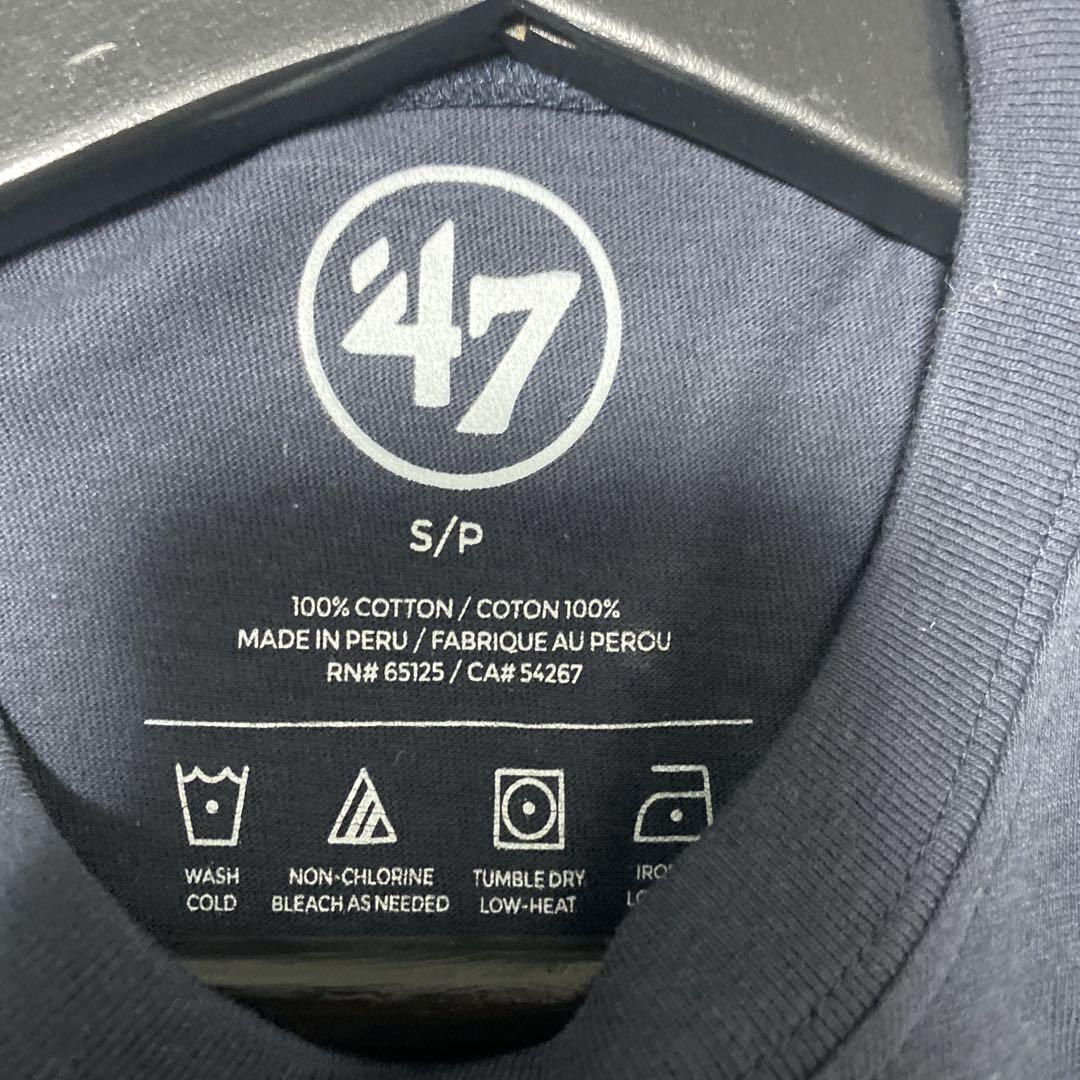 '47
S/P
100% COTTON / COTON 100%
MADE IN PERU / FABRIQUE AU PEROU
RN# 65125 / CA# 54267
WASH COLD
NON-CHLORINE BLEACH AS NEEDED
TUMBLE DRY LOW-HEAT